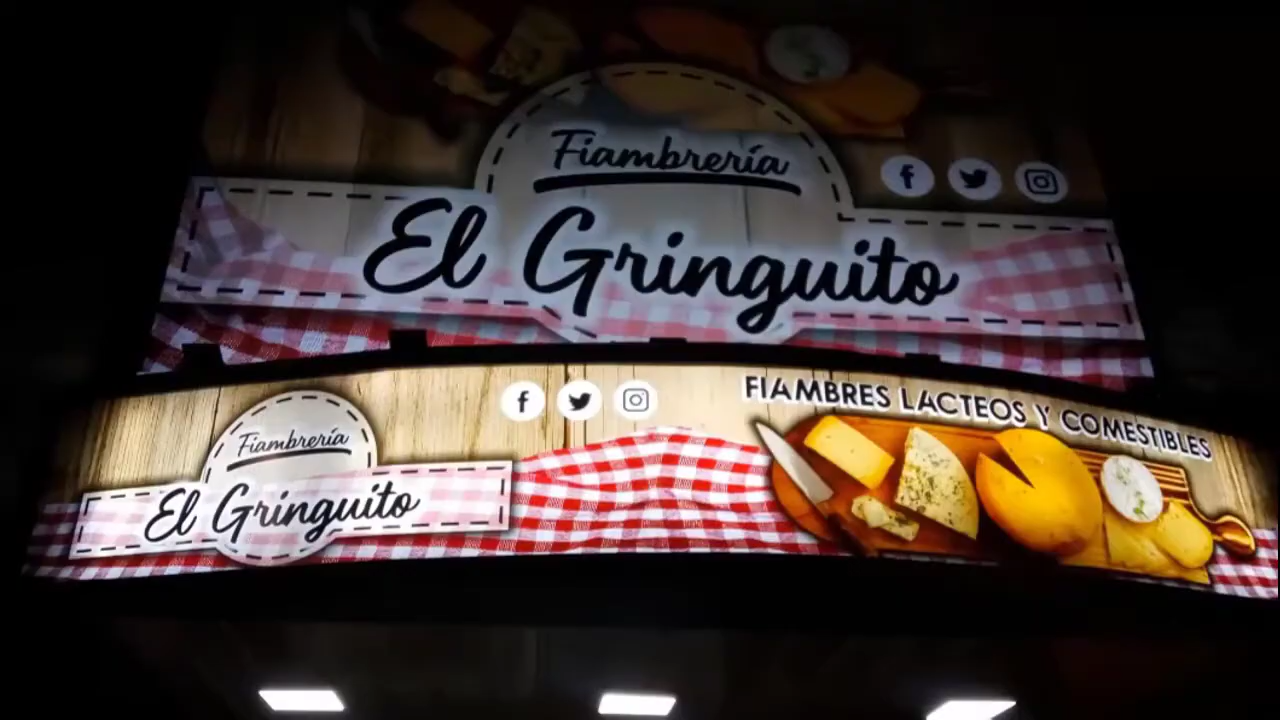 Fiambrería
El Gringuito
FIAMBRES LACTEOS Y COMESTIBLES
Fiambrería
El Gringuito